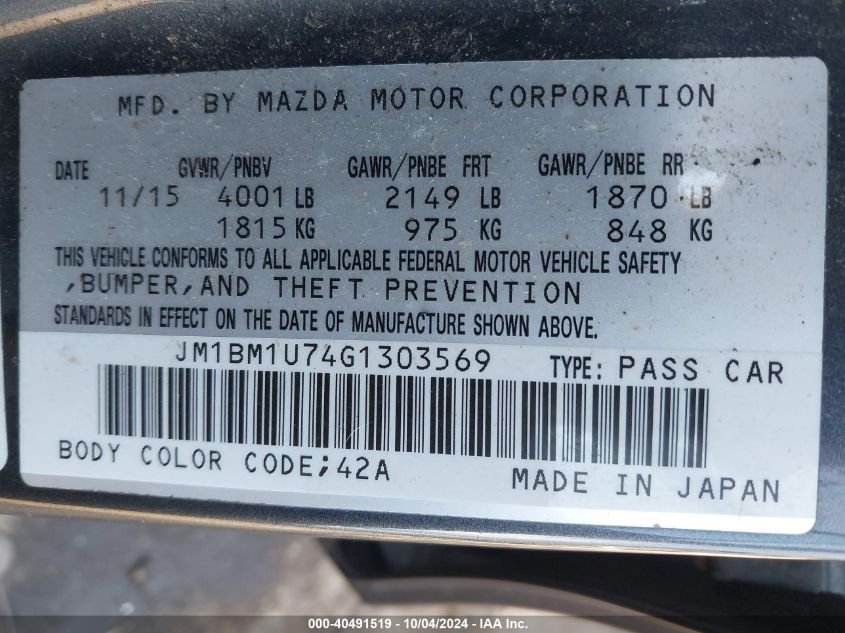 MFD. BY MAZDA MOTOR CORPORATION
DATE GVWR/PNBV GAWR/PNBE FRT GAWR/PNBE RR
11/15 4001 LB 2149 LB 1870 LB
1815 KG 975 KG 848 KG
THIS VEHICLE CONFORMS TO ALL APPLICABLE FEDERAL MOTOR VEHICLE SAFETY
,BUMPER,AND THEFT PREVENTION
STANDARDS IN EFFECT ON THE DATE OF MANUFACTURE SHOWN ABOVE.
JM1BM1U74G1303569 TYPE: PASS CAR
BODY COLOR CODE;42A
MADE IN JAPAN
000-40491519 - 10/04/2024 - IAAI Inc.